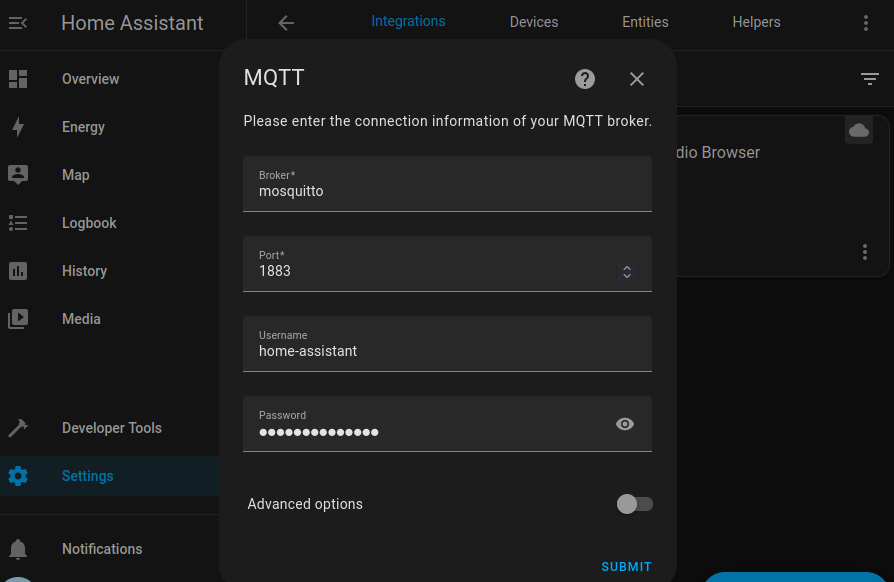 Home Assistant
Integrations
Devices
Entities
Helpers
Overview
Energy
Map
Logbook
History
Media
Developer Tools
Settings
Notifications
MQTT
Please enter the connection information of your MQTT broker.
Broker*
mosquitto
Port*
1883
Username
home-assistant
Password
●●●●●●●●●●●●●●
Advanced options
SUBMIT
dio Browser